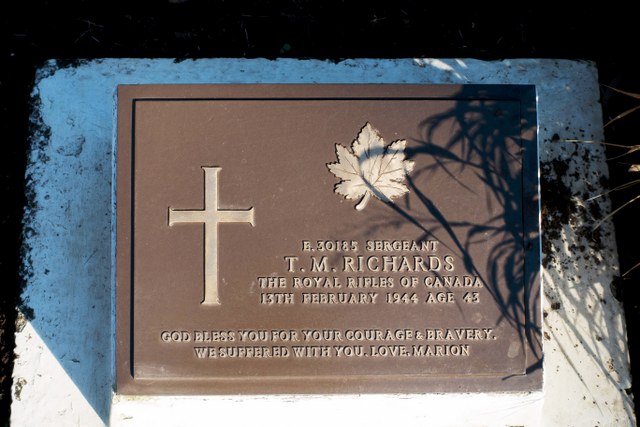 E.30185 SERGEANT
T. M. RICHARDS
THE ROYAL RIFLES OF CANADA
13TH FEBRUARY 1944 AGE 43
GOD BLESS YOU FOR YOUR COURAGE & BRAVERY.
WE SUFFERED WITH YOU. LOVE, MARION